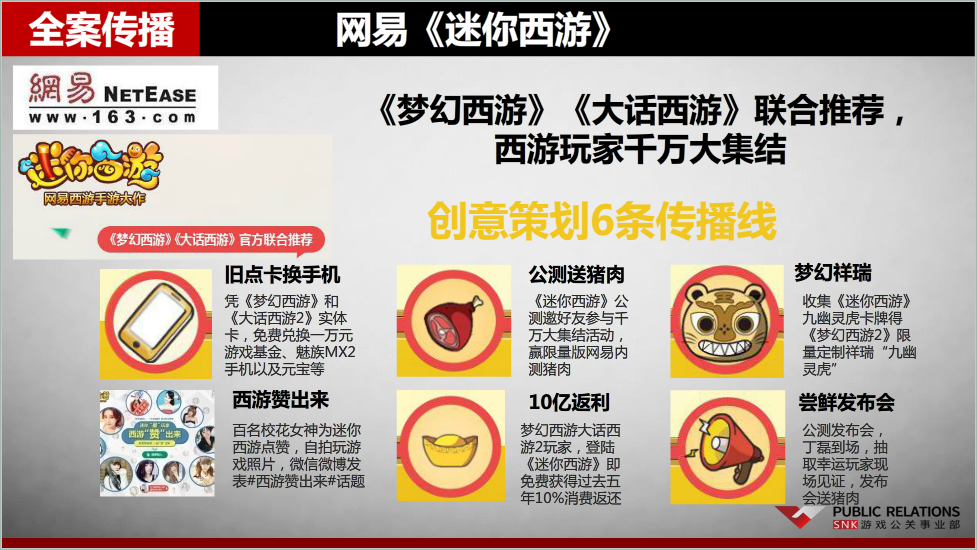 全案传播
网易《迷你西游》
網易 NETEASE
www.163.com
迷你西游
网易西游手游大作
《梦幻西游》《大话西游》官方联合推荐
《梦幻西游》《大话西游》联合推荐，
西游玩家千万大集结
创意策划6条传播线
旧点卡换手机
凭《梦幻西游》和
《大话西游2》实体
卡，免费兑换一万元
游戏基金、魅族MX2
手机以及元宝等
公测送猪肉
《迷你西游》公
测邀好友参与千
万大集结活动，
赢限量版网易内
测猪肉
梦幻祥瑞
收集《迷你西游》
九幽灵虎卡牌得
《梦幻西游2》限
量定制祥瑞“九幽
灵虎”
西游“赞”出来
西游赞出来
百名校花女神为迷你
西游点赞，自拍玩游
戏照片，微信微博发
表#西游赞出来#话题
10亿返利
梦幻西游大话西
游2玩家，登陆
《迷你西游》即
免费获得过去五
年10%消费返还
尝鲜发布会
公测发布会，
丁磊到场，抽
取幸运玩家现
场见证，发布
会送猪肉
PUBLIC RELATIONS
SNK游戏公关事业部